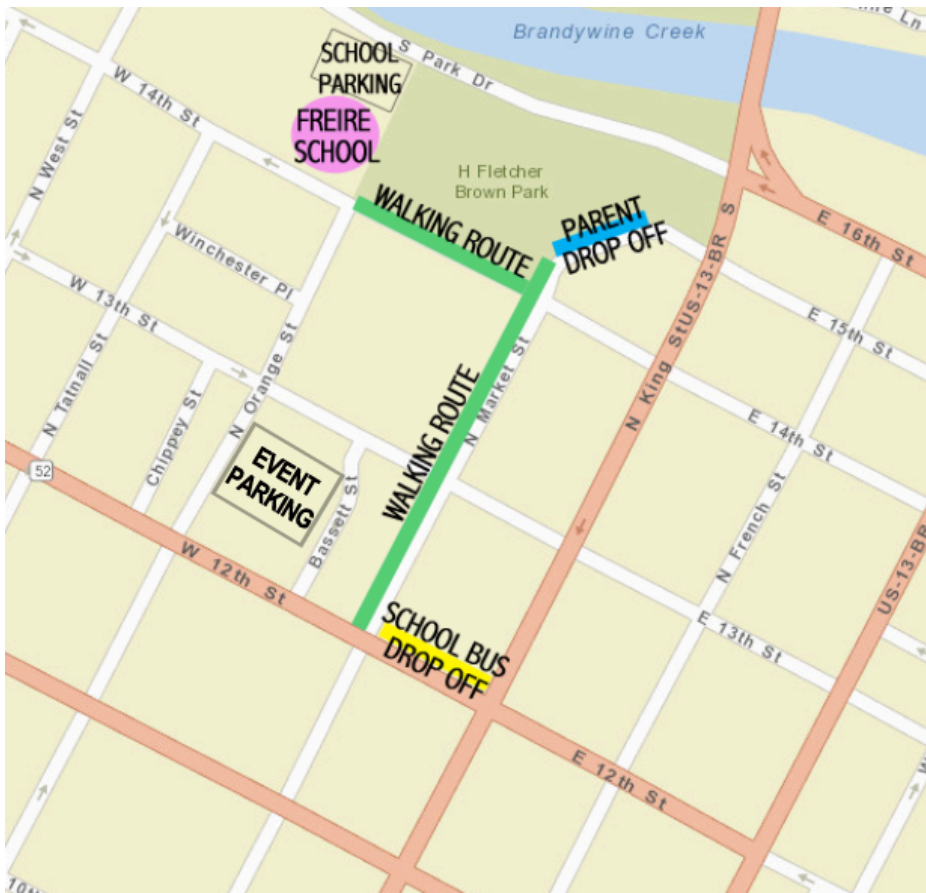 Brandywine Creek
ire Ln
SCHOOL
PARKING
S Park Dr
W 14th St
FREIRE
SCHOOL
N West St
H Fletcher
Brown Park
WALKING ROUTE
PARENT
DROP OFF
E 16th St
N King St
US-13-BR S
Winchester Pl
W 13th St
E 15th St
N Orange St
N Market St
N Tatnall St
Chippey St
WALKING ROUTE
E 14th St
52
EVENT
PARKING
Bassett St
N French St
W 12th St
US-13-BR
SCHOOL BUS
DROP OFF
E 13th St
E 12th St
W
10